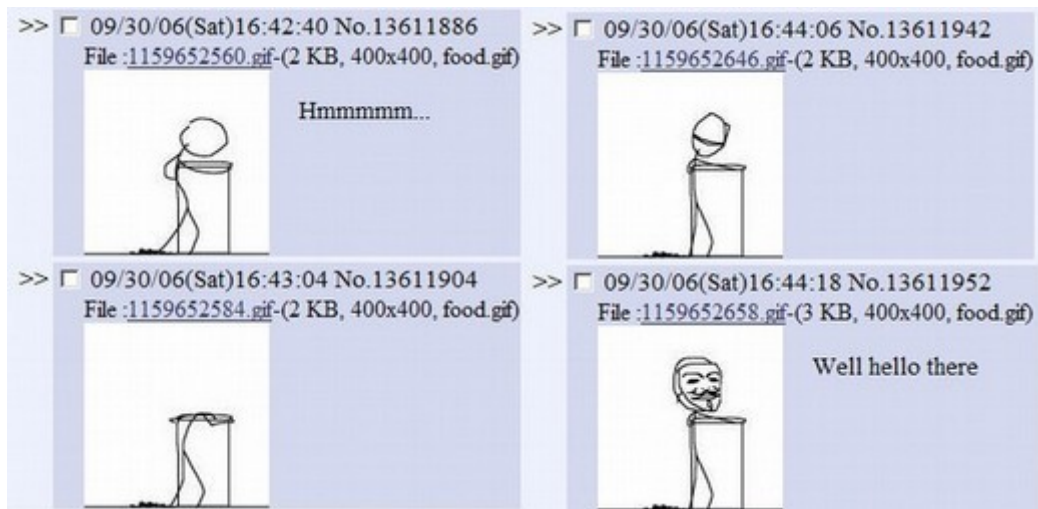 >> 09/30/06(Sat)16:42:40 No.13611886
File :1159652560.gif-(2 KB, 400x400, food.gif)
Hmmmmm...
>> 09/30/06(Sat)16:43:04 No.13611904
File :1159652584.gif-(2 KB, 400x400, food.gif)
>> 09/30/06(Sat)16:44:06 No.13611942
File :1159652646.gif-(2 KB, 400x400, food.gif)
>> 09/30/06(Sat)16:44:18 No.13611952
File :1159652658.gif-(3 KB, 400x400, food.gif)
Well hello there